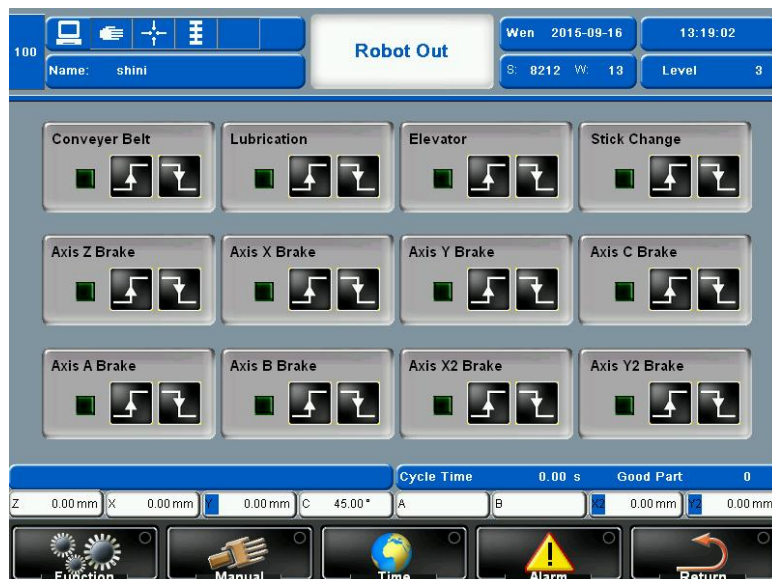 100
Robot Out
Wen 2015-09-16
13:19:02
Name: shini
S: 8212 W: 13
Level 3
Conveyer Belt
Lubrication
Elevator
Stick Change
Axis Z Brake
Axis X Brake
Axis Y Brake
Axis C Brake
Axis A Brake
Axis B Brake
Axis X2 Brake
Axis Y2 Brake
Cycle Time 0.00 s Good Part 0
Z 0.00 mm X 0.00 mm Y 0.00 mm C 45.00° A B X2 0.00 mm Y2 0.00 mm
Function
Manual
Time
Alarm
Return